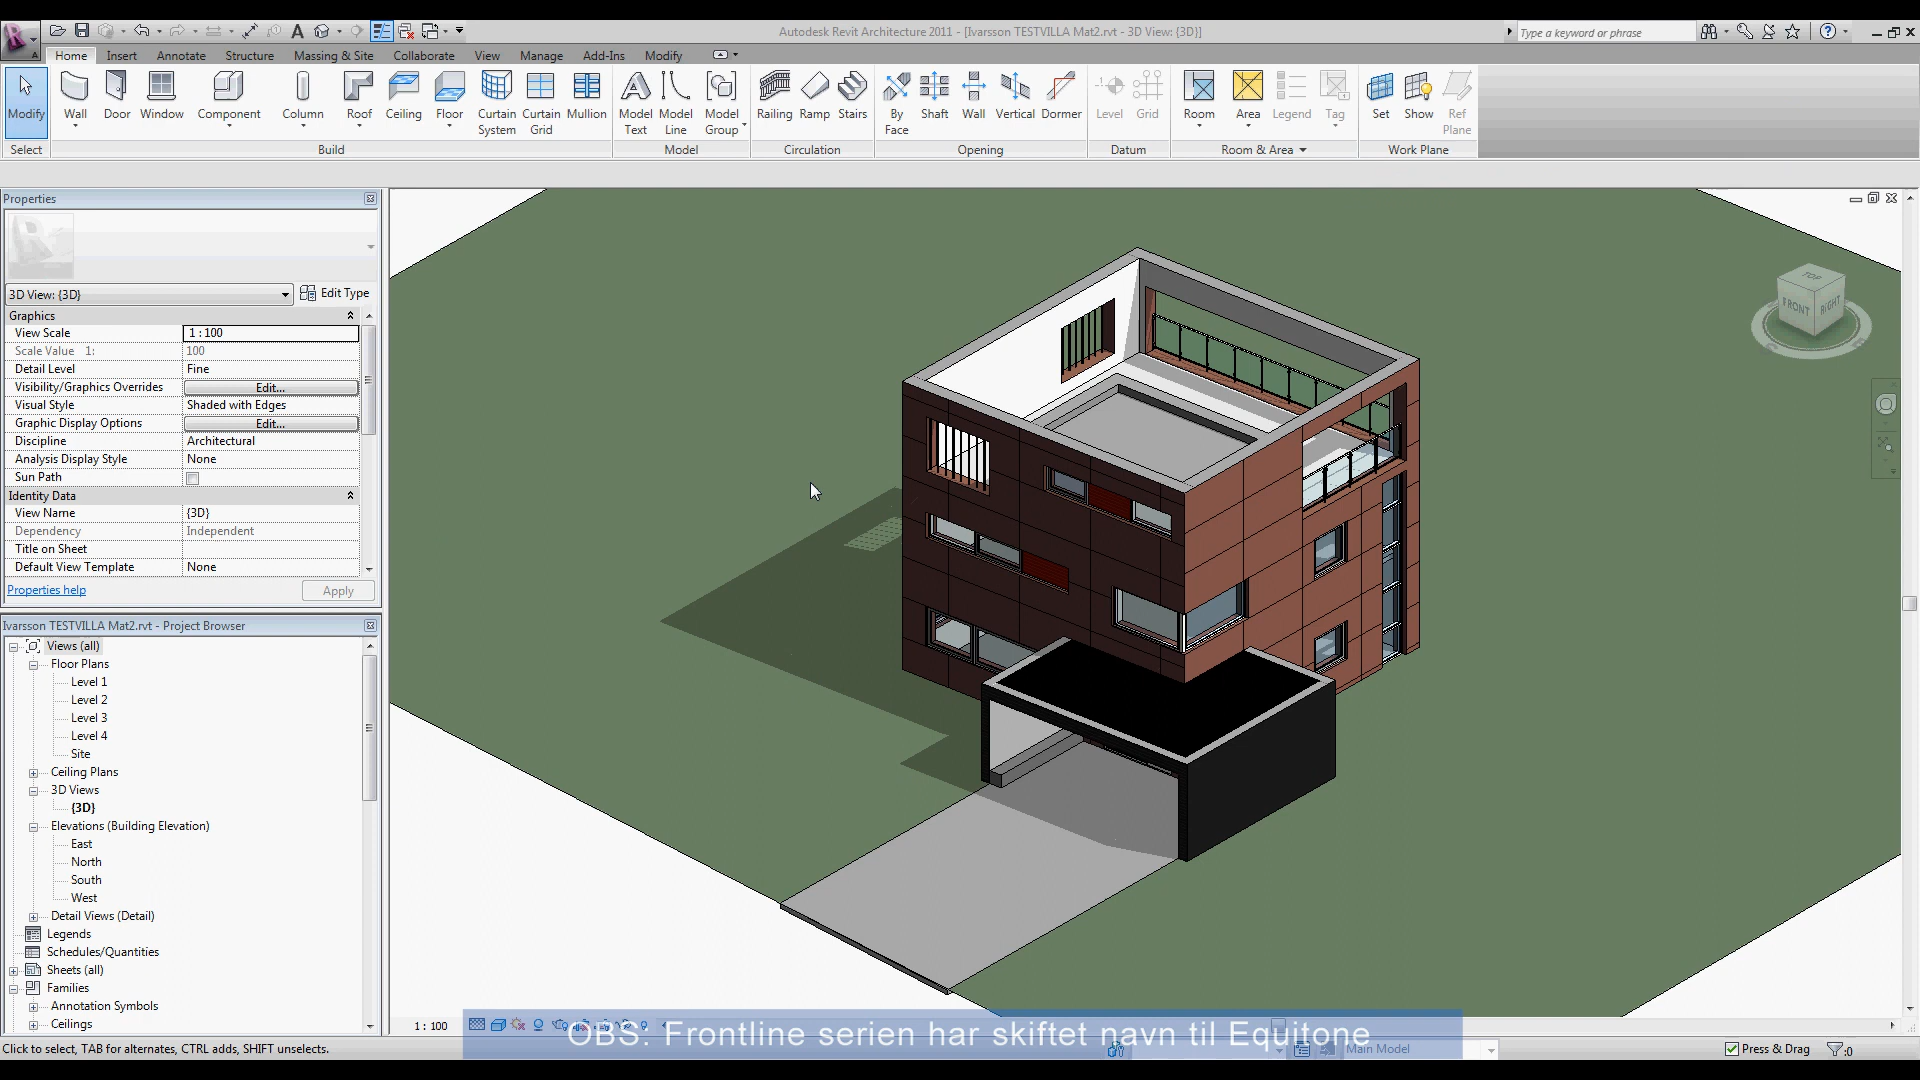 Autodesk Revit Architecture 2011 - [Ivarsson TESTVILLA Mat2.rvt - 3D View: {3D}]
Type a keyword or phrase
Home Insert Annotate Structure Massing & Site Collaborate View Manage Add-Ins Modify
Modify Wall Door Window Component Column Roof Ceiling Floor Curtain System Curtain Grid Mullion Model Text Model Line Model Group Railing Ramp Stairs By Face Shaft Wall Vertical Dormer Level Grid Room Area Legend Tag Set Show Ref Plane
Select Build Model Circulation Opening Datum Room & Area Work Plane
Properties
3D View: {3D} Edit Type
Graphics
View Scale 1 : 100
Scale Value 1: 100
Detail Level Fine
Visibility/Graphics Overrides Edit...
Visual Style Shaded with Edges
Graphic Display Options Edit...
Discipline Architectural
Analysis Display Style None
Sun Path
Identity Data
View Name {3D}
Dependency Independent
Title on Sheet
Default View Template None
Properties help Apply
TOP
FRONT RIGHT
Ivarsson TESTVILLA Mat2.rvt - Project Browser
Views (all)
Floor Plans
Level 1
Level 2
Level 3
Level 4
Site
Ceiling Plans
3D Views
{3D}
Elevations (Building Elevation)
East
North
South
West
Detail Views (Detail)
Legends
Schedules/Quantities
Sheets (all)
Families
Annotation Symbols
Ceilings
1 : 100
OBS: Frontline serien har skiftet navn til Equitone
Click to select, TAB for alternates, CTRL adds, SHIFT unselects.
Main Model
Press & Drag
:0